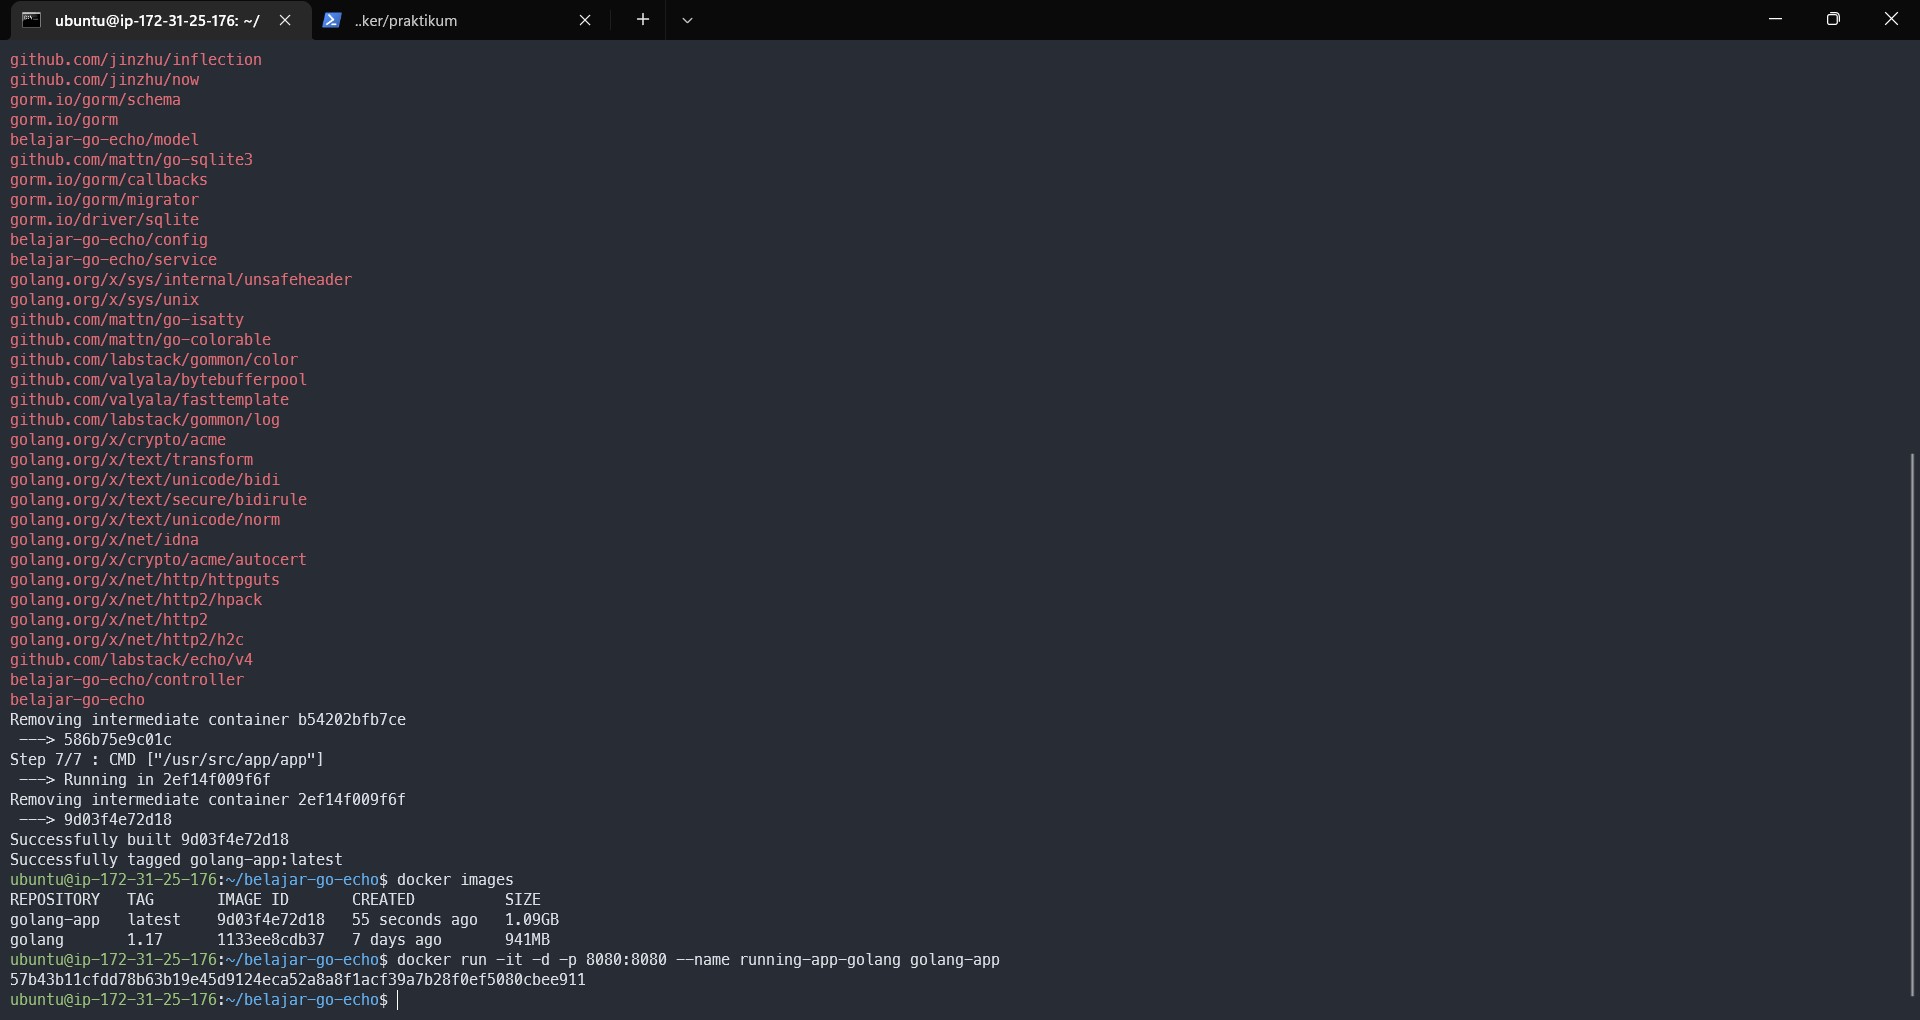 ubuntu@ip-172-31-25-176: ~/
..ker/praktikum
github.com/jinzhu/inflection
github.com/jinzhu/now
gorm.io/gorm/schema
gorm.io/gorm
belajar-go-echo/model
github.com/mattn/go-sqlite3
gorm.io/gorm/callbacks
gorm.io/gorm/migrator
gorm.io/driver/sqlite
belajar-go-echo/config
belajar-go-echo/service
golang.org/x/sys/internal/unsafeheader
golang.org/x/sys/unix
github.com/mattn/go-isatty
github.com/mattn/go-colorable
github.com/labstack/gommon/color
github.com/valyala/bytebufferpool
github.com/valyala/fasttemplate
github.com/labstack/gommon/log
golang.org/x/crypto/acme
golang.org/x/text/transform
golang.org/x/text/unicode/bidi
golang.org/x/text/secure/bidirule
golang.org/x/text/unicode/norm
golang.org/x/net/idna
golang.org/x/crypto/acme/autocert
golang.org/x/net/http/httpguts
golang.org/x/net/http2/hpack
golang.org/x/net/http2
golang.org/x/net/http2/h2c
github.com/labstack/echo/v4
belajar-go-echo/controller
belajar-go-echo
Removing intermediate container b54202bfb7ce
 ---> 586b75e9c01c
Step 7/7 : CMD ["/usr/src/app/app"]
 ---> Running in 2ef14f009f6f
Removing intermediate container 2ef14f009f6f
 ---> 9d03f4e72d18
Successfully built 9d03f4e72d18
Successfully tagged golang-app:latest
ubuntu@ip-172-31-25-176:~/belajar-go-echo$ docker images
REPOSITORY   TAG       IMAGE ID       CREATED          SIZE
golang-app   latest    9d03f4e72d18   55 seconds ago   1.09GB
golang       1.17      1133ee8cdb37   7 days ago       941MB
ubuntu@ip-172-31-25-176:~/belajar-go-echo$ docker run -it -d -p 8080:8080 --name running-app-golang golang-app
57b43b11cfdd78b63b19e45d9124eca52a8a8f1acf39a7b28f0ef5080cbee911
ubuntu@ip-172-31-25-176:~/belajar-go-echo$